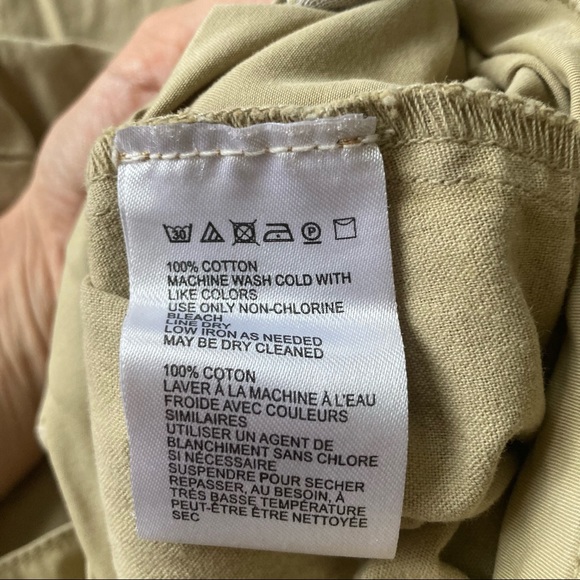 30
P
100% COTTON
MACHINE WASH COLD WITH
LIKE COLORS
USE ONLY NON-CHLORINE
BLEACH
LINE DRY
LOW IRON AS NEEDED
MAY BE DRY CLEANED
100% COTON
LAVER À LA MACHINE À L'EAU
FROIDE AVEC COULEURS
SIMILAIRES
UTILISER UN AGENT DE
BLANCHIMENT SANS CHLORE
SI NÉCESSAIRE
SUSPENDRE POUR SECHER
REPASSER, AU BESOIN, À
TRÉS BASSE TEMPÉRATURE
PEUT-ÊTRE ÊTRE NETTOYÉE
SEC